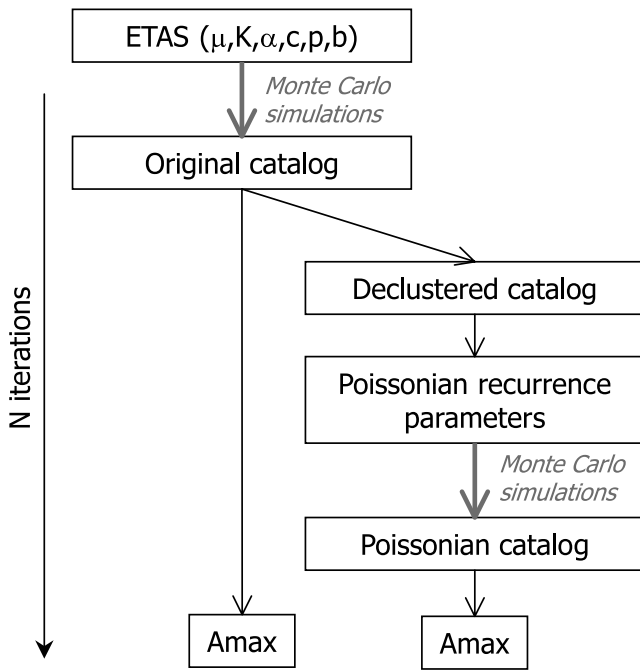 ETAS (μ,K,α,c,p,b)
Monte Carlo
simulations
Original catalog
N iterations
Declustered catalog
Poissonian recurrence
parameters
Monte Carlo
simulations
Poissonian catalog
Amax
Amax